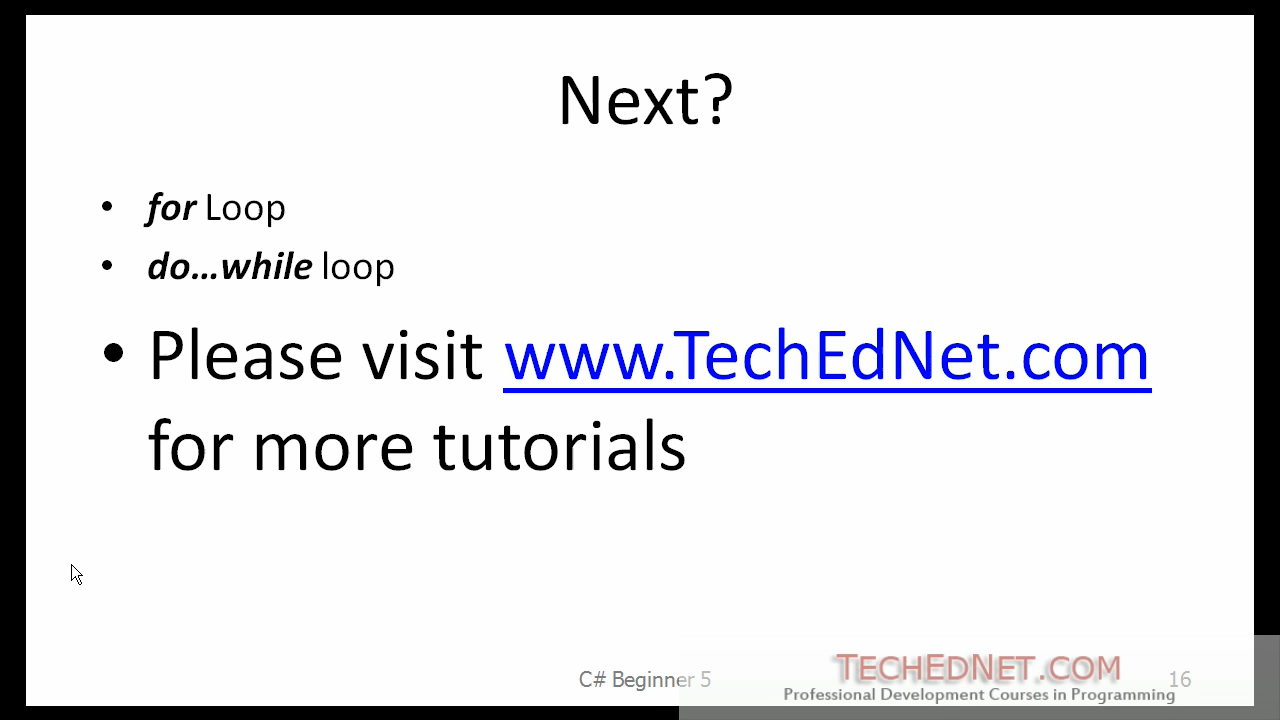 Next?
• for Loop
• do...while loop
• Please visit www.TechEdNet.com
for more tutorials
C# Beginner 5
16
TECHEDNET.COM
Professional Development Courses in Programming